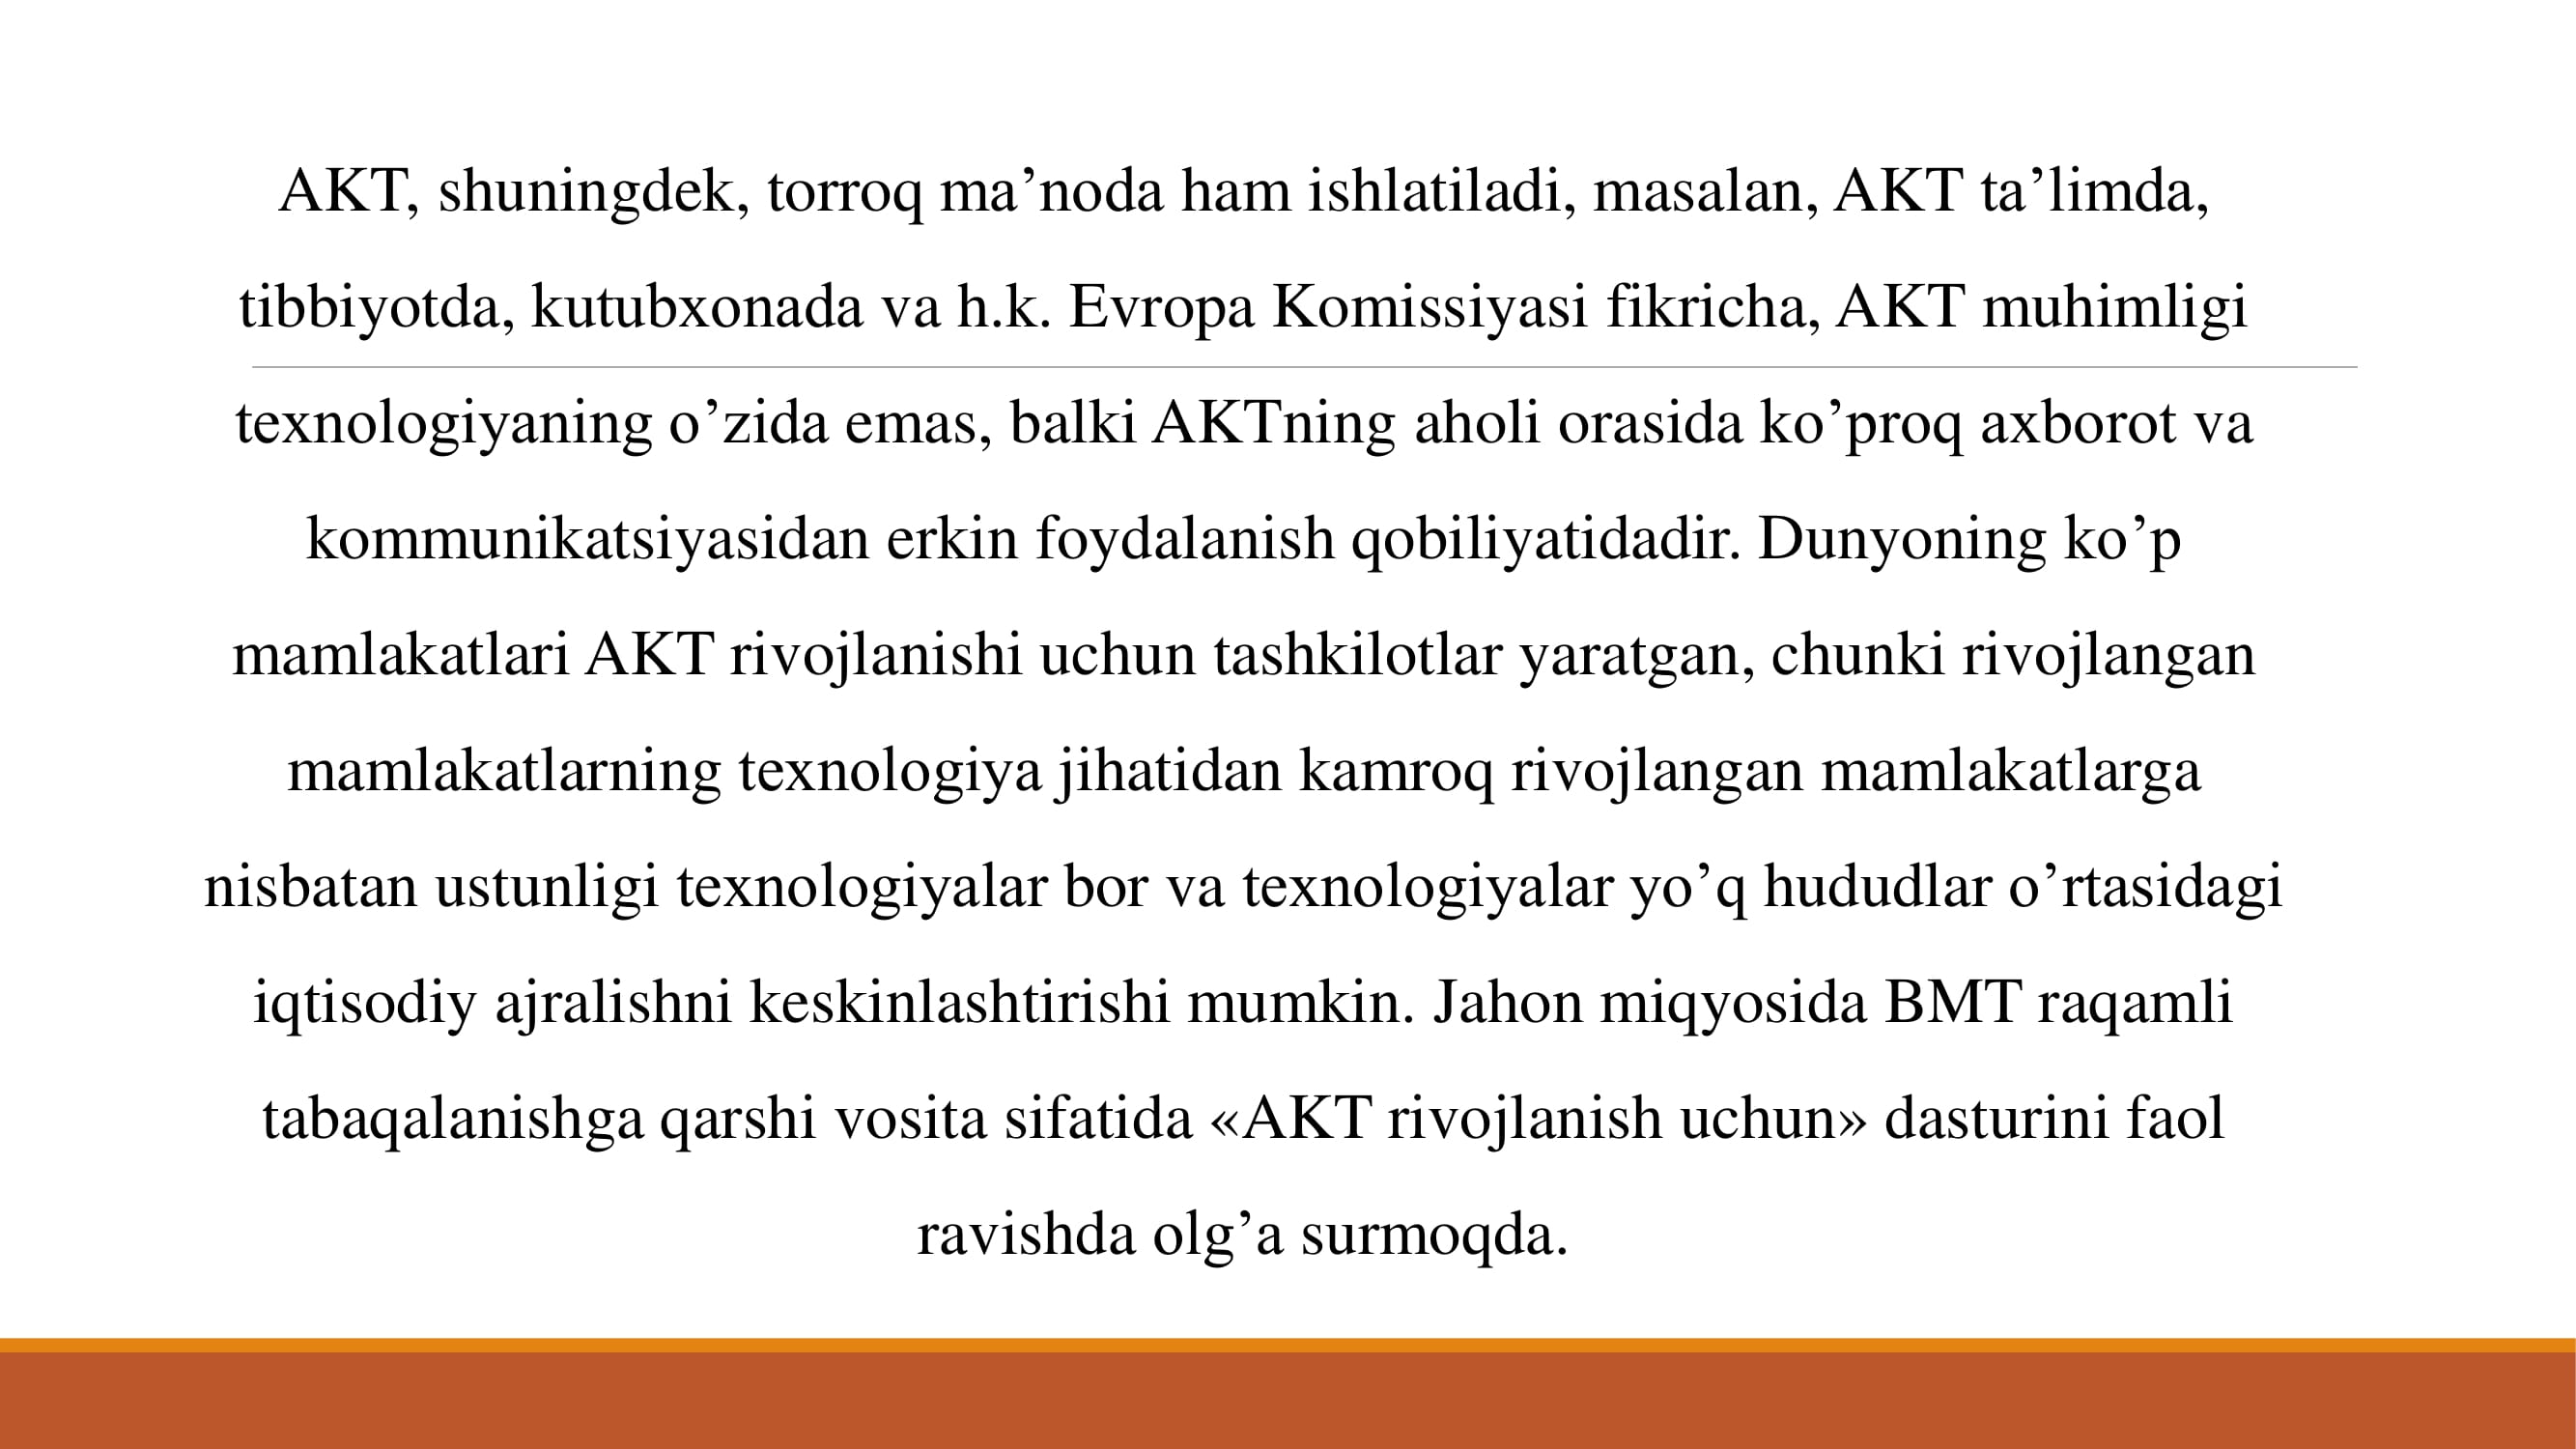 AKT, shuningdek, torroq ma’noda ham ishlatiladi, masalan, AKT ta’limda,
tibbiyotda, kutubxonada va h.k. Evropa Komissiyasi fikricha, AKT muhimligi
texnologiyaning o’zida emas, balki AKTning aholi orasida ko’proq axborot va
kommunikatsiyasidan erkin foydalanish qobiliyatidadir. Dunyoning ko’p
mamlakatlari AKT rivojlanishi uchun tashkilotlar yaratgan, chunki rivojlangan
mamlakatlarning texnologiya jihatidan kamroq rivojlangan mamlakatlarga
nisbatan ustunligi texnologiyalar bor va texnologiyalar yo’q hududlar o’rtasidagi
iqtisodiy ajralishni keskinlashtirishi mumkin. Jahon miqyosida BMT raqamli
tabaqalanishga qarshi vosita sifatida «AKT rivojlanish uchun» dasturini faol
ravishda olg’a surmoqda.